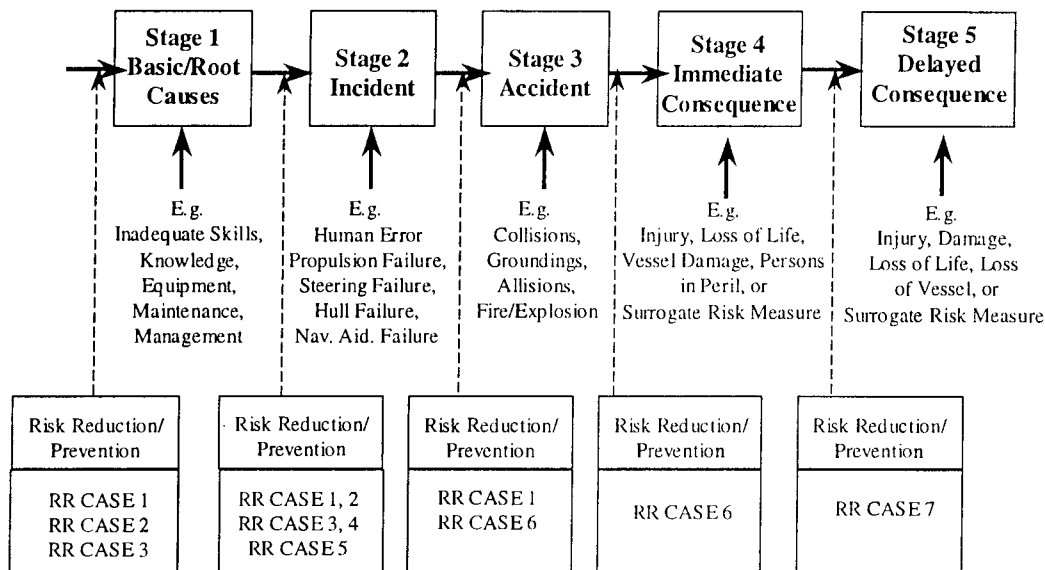 Stage 1
Basic/Root
Causes
Stage 2
Incident
Stage 3
Accident
Stage 4
Immediate
Consequence
Stage 5
Delayed
Consequence
E.g.
Inadequate Skills,
Knowledge,
Equipment,
Maintenance,
Management
E.g.
Human Error
Propulsion Failure,
Steering Failure,
Hull Failure,
Nav. Aid. Failure
E.g.
Collisions,
Groundings,
Allisions,
Fire/Explosion
E.g.
Injury, Loss of Life,
Vessel Damage, Persons
in Peril, or
Surrogate Risk Measure
E.g.
Injury, Damage,
Loss of Life, Loss
of Vessel, or
Surrogate Risk Measure
Risk Reduction/
Prevention
RR CASE 1
RR CASE 2
RR CASE 3
Risk Reduction/
Prevention
RR CASE 1, 2
RR CASE 3, 4
RR CASE 5
Risk Reduction/
Prevention
RR CASE 1
RR CASE 6
Risk Reduction/
Prevention
RR CASE 6
Risk Reduction/
Prevention
RR CASE 7